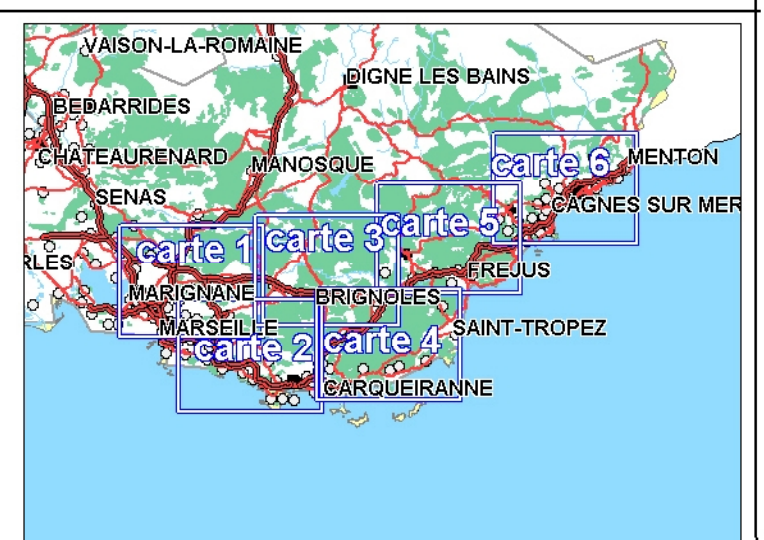 VAISON-LA-ROMAINE
DIGNE LES BAINS
BEDARRIDES
CHATEAURENARD
MANOSQUE
carte 6
MENTON
SENAS
CAGNES SUR MER
carte 5
carte 3
carte 1
RLES
FREJUS
MARIGNANE
BRIGNOLES
MARSEILLE
SAINT-TROPEZ
carte 4
carte 2
CARQUEIRANNE